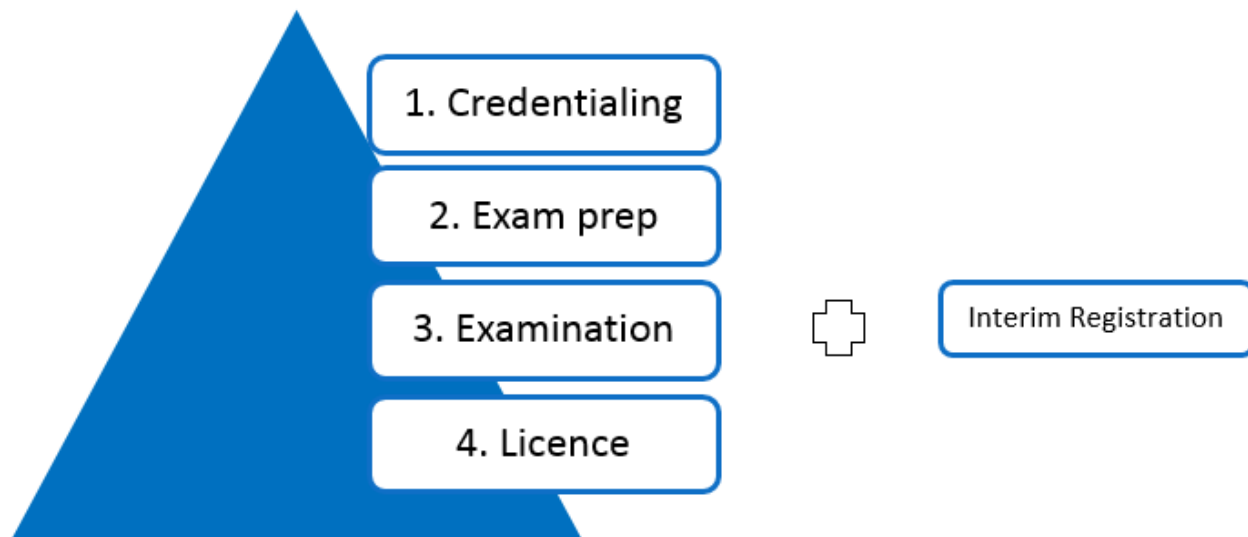 1. Credentialing
2. Exam prep
3. Examination
Interim Registration
4. Licence